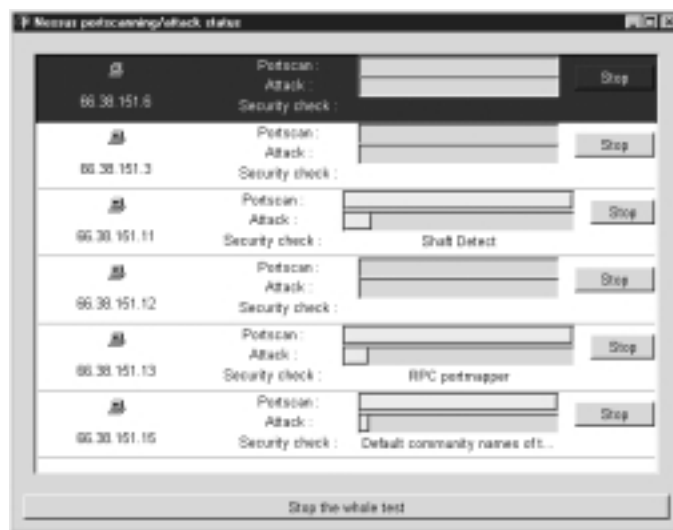 Nessus portscanning/attack status
Portscan :
Attack :
66.38.151.6
Security check :
Stop
Portscan :
Attack :
66.38.151.3
Security check :
Stop
Portscan :
Attack :
66.38.151.11
Security check :
Shaft Detect
Stop
Portscan :
Attack :
66.38.151.12
Security check :
Stop
Portscan :
Attack :
66.38.151.13
Security check :
RPC portmapper
Stop
Portscan :
Attack :
66.38.151.15
Security check :
Default community names of t...
Stop
Stop the whole test